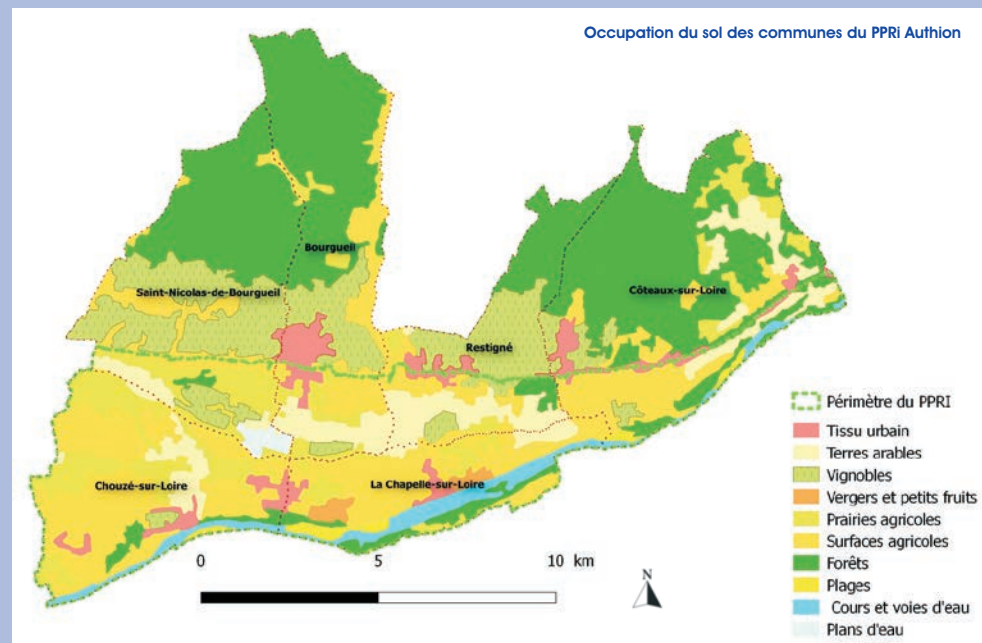 Occupation du sol des communes du PPRi Authion
Bourgueil
Saint-Nicolas-de-Bourgueil
Côteaux-sur-Loire
Restigné
Chouzé-sur-Loire
La Chapelle-sur-Loire
0 5 10 km
N
Périmètre du PPRI
Tissu urbain
Terres arables
Vignobles
Vergers et petits fruits
Prairies agricoles
Surfaces agricoles
Forêts
Plages
Cours et voies d'eau
Plans d'eau